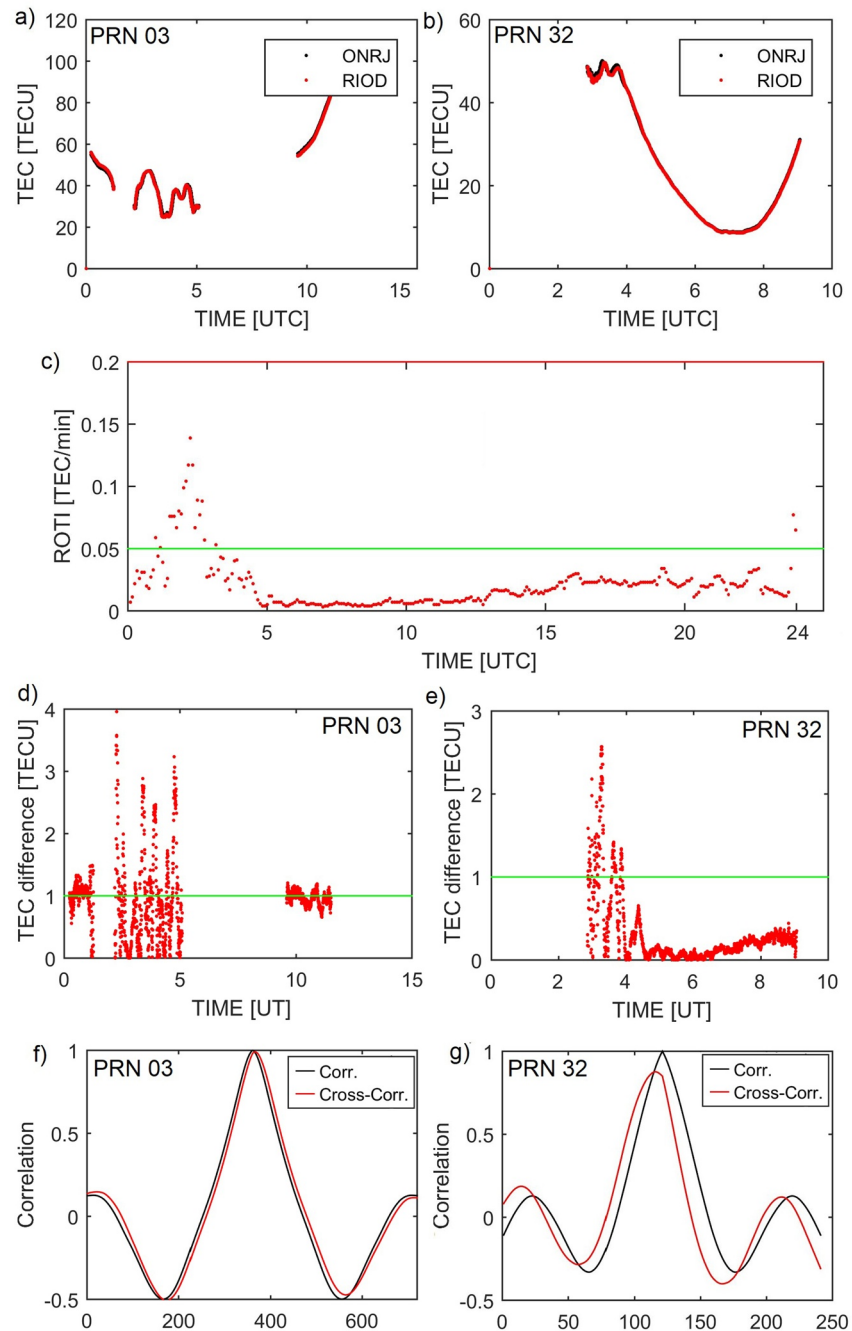 a)
PRN 03
ONRJ
RIOD
TEC [TECU]
120
100
80
60
40
20
0
0 5 10 15
TIME [UTC]
b)
PRN 32
ONRJ
RIOD
TEC [TECU]
60
40
20
0
0 2 4 6 8 10
TIME [UTC]
c)
ROTI [TEC/min]
0.2
0.15
0.1
0.05
0
0 5 10 15 20 24
TIME [UTC]
d)
PRN 03
TEC difference [TECU]
4
3
2
1
0
0 5 10 15
TIME [UT]
e)
PRN 32
TEC difference [TECU]
3
2
1
0
0 2 4 6 8 10
TIME [UT]
f)
PRN 03
Corr.
Cross-Corr.
Correlation
1
0.5
0
-0.5
0 200 400 600
g)
PRN 32
Corr.
Cross-Corr.
Correlation
1
0.5
0
-0.5
0 50 100 150 200 250